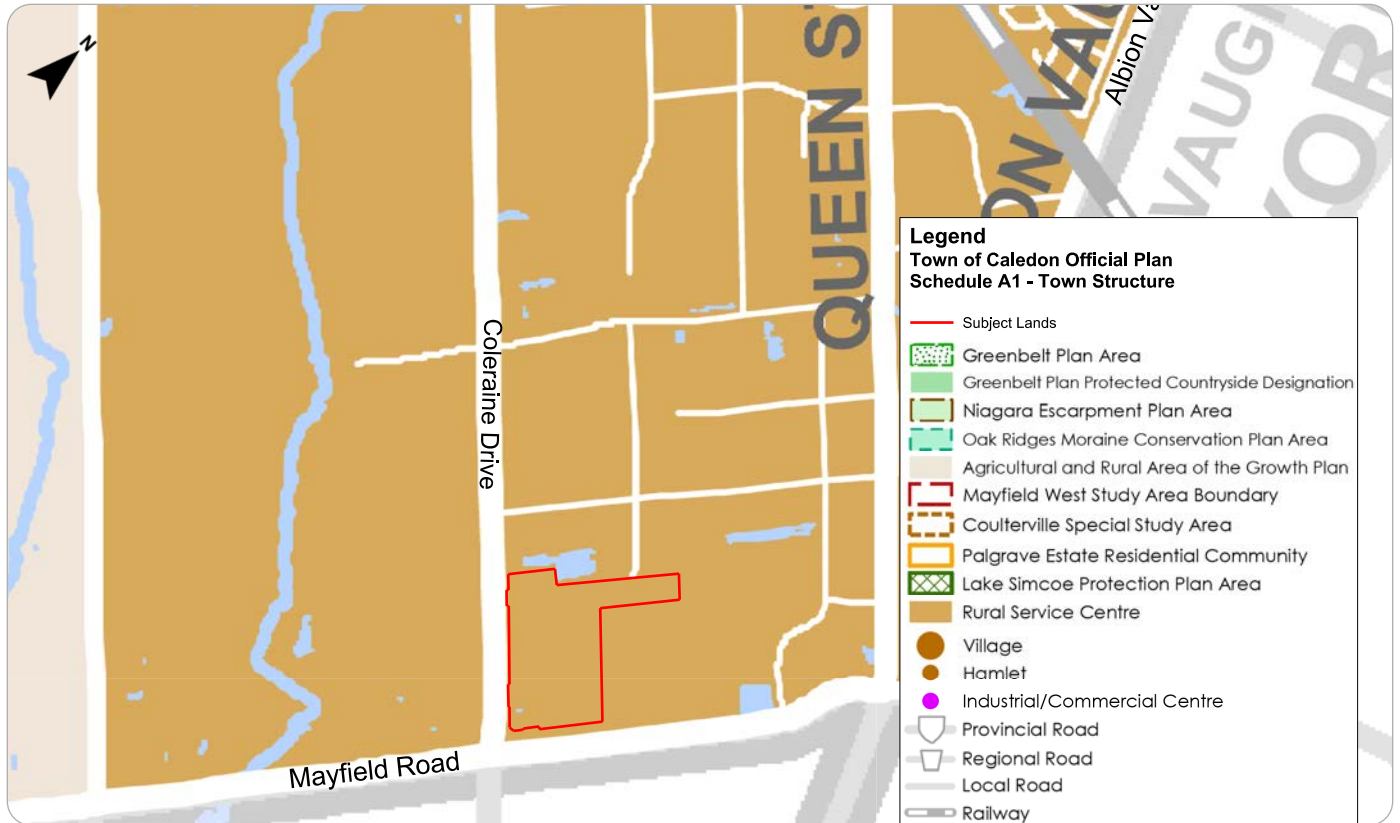 N
QUEEN S
ON VAU
Albion Va
VAUG
YOR
Coleraine Drive
Mayfield Road
Legend
Town of Caledon Official Plan
Schedule A1 - Town Structure
Subject Lands
Greenbelt Plan Area
Greenbelt Plan Protected Countryside Designation
Niagara Escarpment Plan Area
Oak Ridges Moraine Conservation Plan Area
Agricultural and Rural Area of the Growth Plan
Mayfield West Study Area Boundary
Coulterville Special Study Area
Palgrave Estate Residential Community
Lake Simcoe Protection Plan Area
Rural Service Centre
Village
Hamlet
Industrial/Commercial Centre
Provincial Road
Regional Road
Local Road
Railway